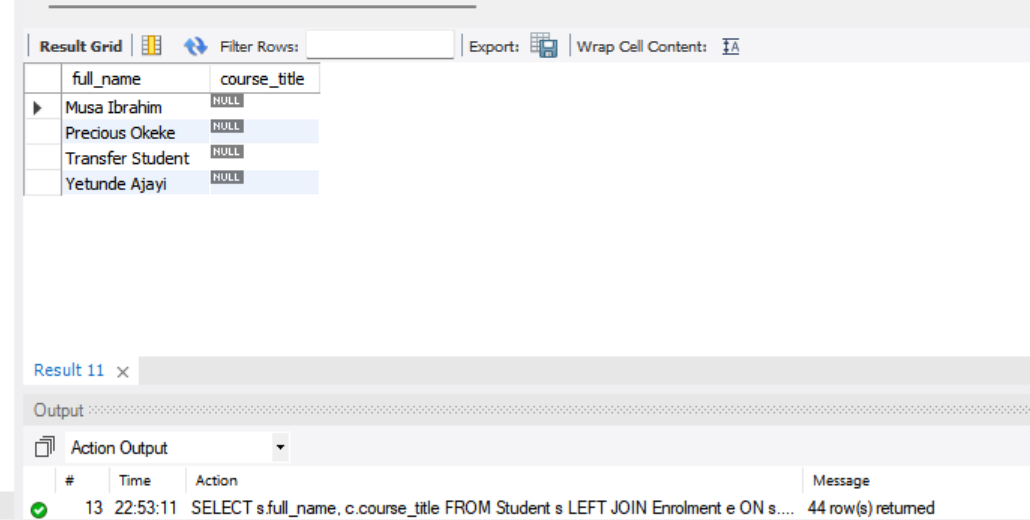 Result Grid Filter Rows: Export: Wrap Cell Content: IA
full_name course_title
Musa Ibrahim NULL
Precious Okeke NULL
Transfer Student NULL
Yetunde Ajayi NULL
Result 11 ×
Output
Action Output
# Time Action Message
13 22:53:11 SELECT s.full_name, c.course_title FROM Student s LEFT JOIN Enrolment e ON s.... 44 row(s) returned